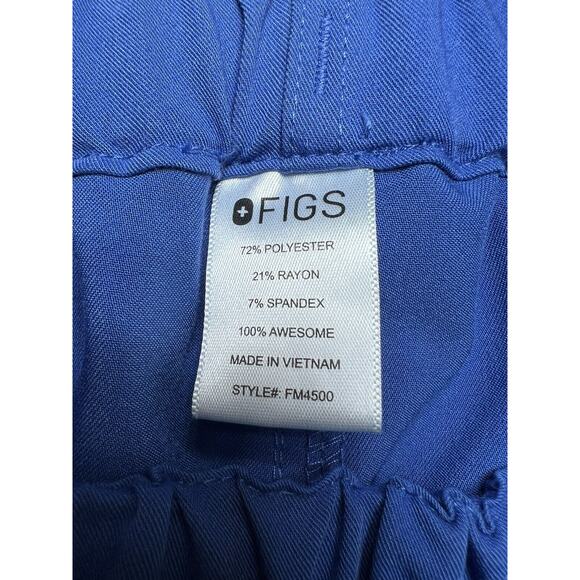 FIGS
72% POLYESTER
21% RAYON
7% SPANDEX
100% AWESOME
MADE IN VIETNAM
STYLE#: FM4500